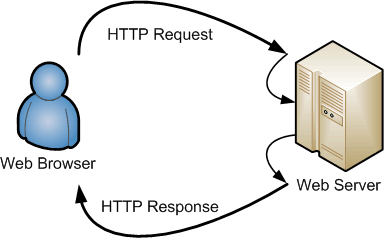 HTTP Request
Web Browser
Web Server
HTTP Response